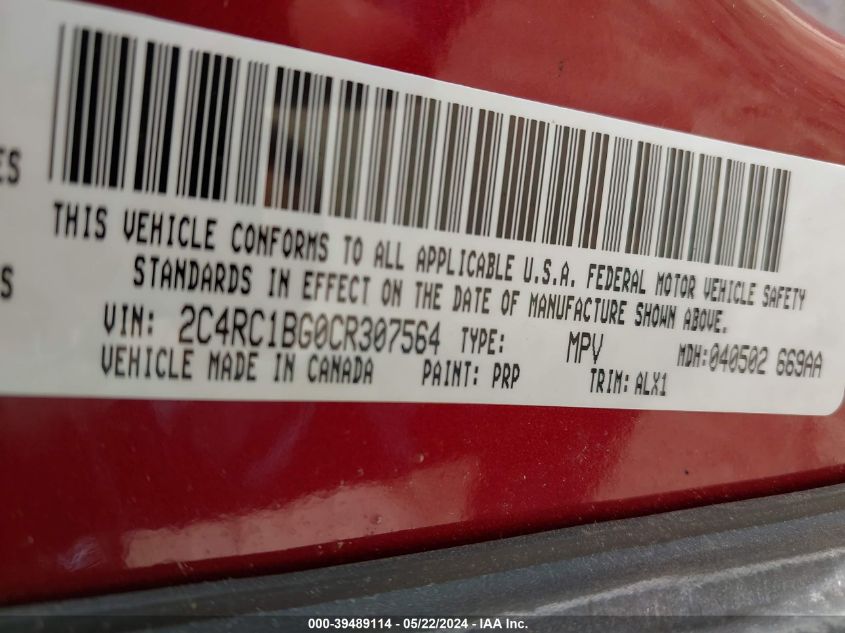 ES
THIS VEHICLE CONFORMS TO ALL APPLICABLE U.S.A. FEDERAL MOTOR VEHICLE SAFETY
S
STANDARDS IN EFFECT ON THE DATE OF MANUFACTURE SHOWN ABOVE.
VIN: 2C4RC1BG0CR307564 TYPE: MPV MDH:040502 669AA
VEHICLE MADE IN CANADA PAINT: PRP TRIM: ALX1
000-39489114 - 05/22/2024 - IAA Inc.